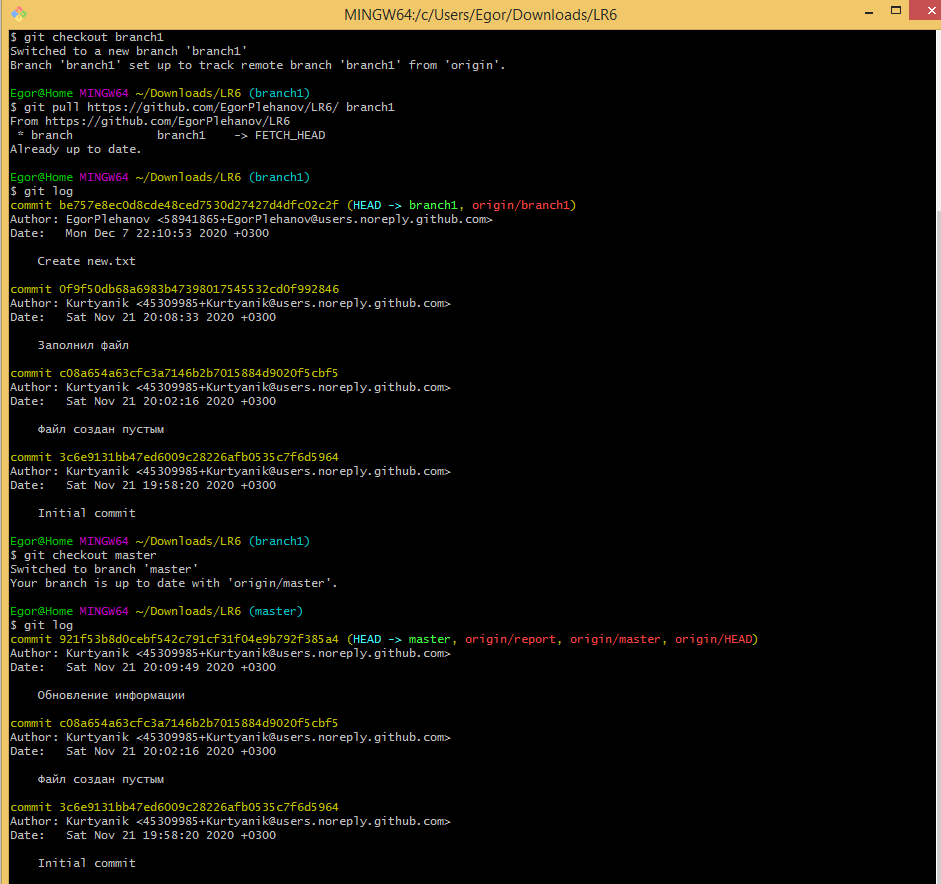 MINGW64:/c/Users/Egor/Downloads/LR6
$ git checkout branch1
Switched to a new branch 'branch1'
Branch 'branch1' set up to track remote branch 'branch1' from 'origin'.
Egor@Home MINGW64 ~/Downloads/LR6 (branch1)
$ git pull https://github.com/EgorPlehanov/LR6/ branch1
From https://github.com/EgorPlehanov/LR6
 * branch            branch1    -> FETCH_HEAD
Already up to date.
Egor@Home MINGW64 ~/Downloads/LR6 (branch1)
$ git log
commit be757e8ec0d8cde48ced7530d27427d4dfc02c2f (HEAD -> branch1, origin/branch1)
Author: EgorPlehanov <58941865+EgorPlehanov@users.noreply.github.com>
Date:   Mon Dec 7 22:10:53 2020 +0300
    Create new.txt
commit 0f9f50db68a6983b47398017545532cd0f992846
Author: Kurtyanik <45309985+Kurtyanik@users.noreply.github.com>
Date:   Sat Nov 21 20:08:33 2020 +0300
    Заполнил файл
commit c08a654a63cfc3a7146b2b7015884d9020f5cbf5
Author: Kurtyanik <45309985+Kurtyanik@users.noreply.github.com>
Date:   Sat Nov 21 20:02:16 2020 +0300
    Файл создан пустым
commit 3c6e9131bb47ed6009c28226afb0535c7f6d5964
Author: Kurtyanik <45309985+Kurtyanik@users.noreply.github.com>
Date:   Sat Nov 21 19:58:20 2020 +0300
    Initial commit
Egor@Home MINGW64 ~/Downloads/LR6 (branch1)
$ git checkout master
Switched to branch 'master'
Your branch is up to date with 'origin/master'.
Egor@Home MINGW64 ~/Downloads/LR6 (master)
$ git log
commit 921f53b8d0cebf542c791cf31f04e9b792f385a4 (HEAD -> master, origin/report, origin/master, origin/HEAD)
Author: Kurtyanik <45309985+Kurtyanik@users.noreply.github.com>
Date:   Sat Nov 21 20:09:49 2020 +0300
    Обновление информации
commit c08a654a63cfc3a7146b2b7015884d9020f5cbf5
Author: Kurtyanik <45309985+Kurtyanik@users.noreply.github.com>
Date:   Sat Nov 21 20:02:16 2020 +0300
    Файл создан пустым
commit 3c6e9131bb47ed6009c28226afb0535c7f6d5964
Author: Kurtyanik <45309985+Kurtyanik@users.noreply.github.com>
Date:   Sat Nov 21 19:58:20 2020 +0300
    Initial commit